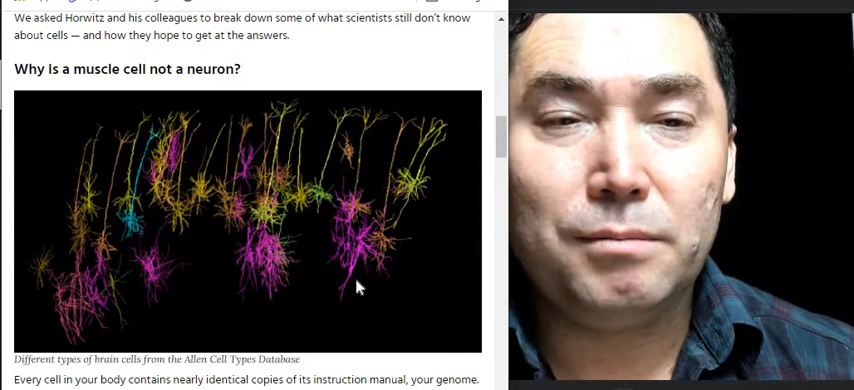 We asked Horwitz and his colleagues to break down some of what scientists still don't know
about cells — and how they hope to get at the answers.
Why is a muscle cell not a neuron?
Different types of brain cells from the Allen Cell Types Database
Every cell in your body contains nearly identical copies of its instruction manual, your genome.